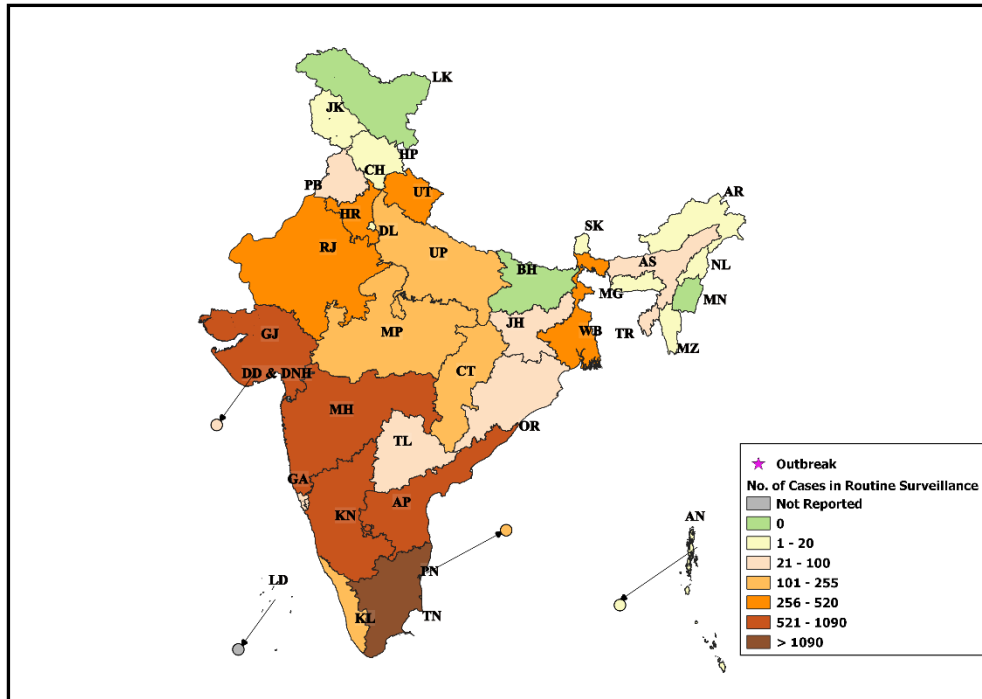 LK
JK
HP
CH
PB
UT
HR
DL
RJ
UP
SK
AR
AS
NL
BH
MG
MN
GJ
MP
JH
WB
TR
MZ
DD & DNH
CT
MH
OR
TL
GA
AP
KN
AN
PN
LD
KL
TN
Outbreak
No. of Cases in Routine Surveillance
Not Reported
0
1 - 20
21 - 100
101 - 255
256 - 520
521 - 1090
> 1090